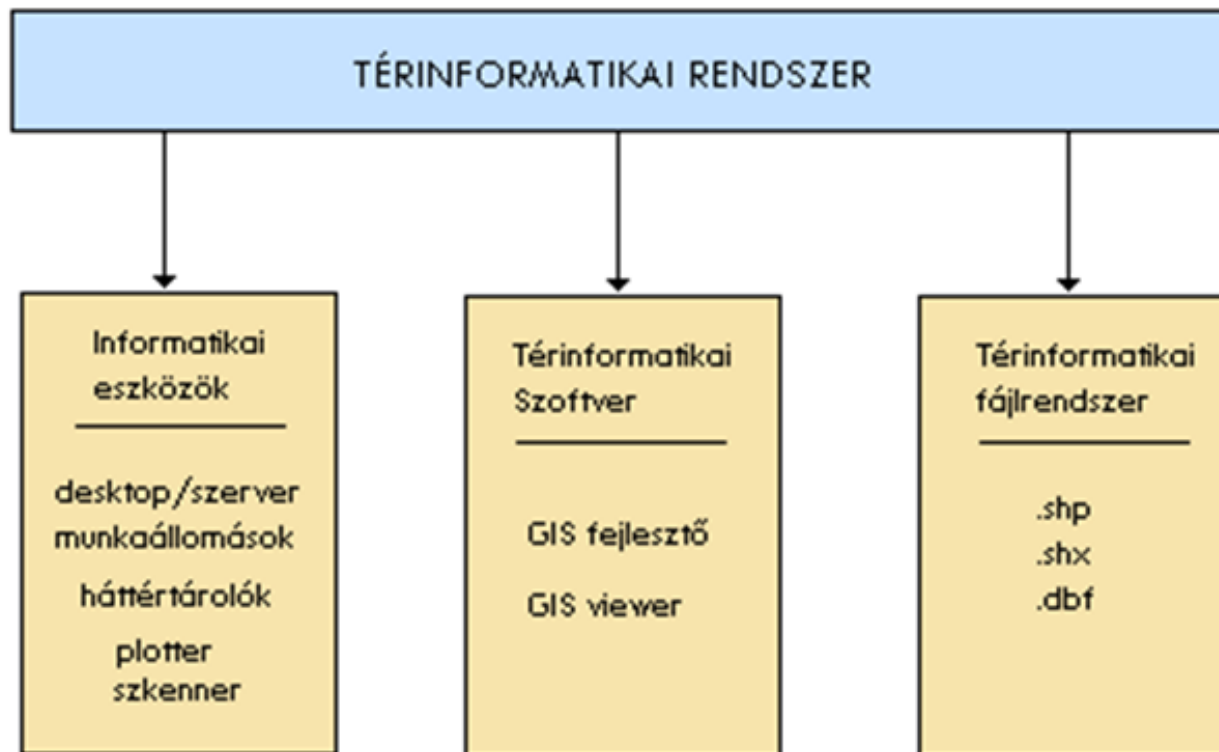 TÉRINFORMATIKAI RENDSZER
Informatikai
eszközök
desktop/szerver
munkaállomások
háttértárolók
plotter
szkenner
Térinformatikai
Szoftver
GIS fejlesztő
GIS viewer
Térinformatikai
fájlrendszer
.shp
.shx
.dbf